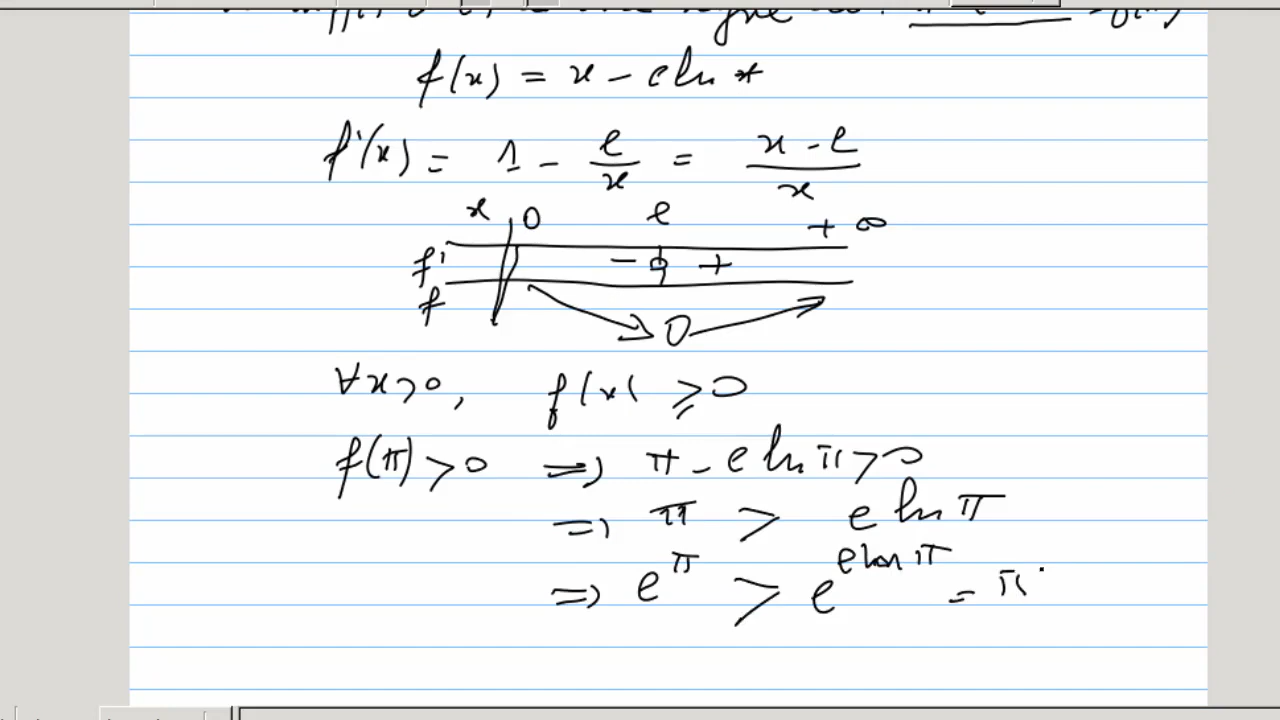 f(x) = x - e ln x
f'(x) = 1 - e/x = (x - e)/x
x 0 e +∞
f' - 0 +
f 0
∀x>0, f(x( ≥0
f(π)>0 => π - e ln π > 0
=> π > e ln π
=> e^π > e^(e ln π) = π